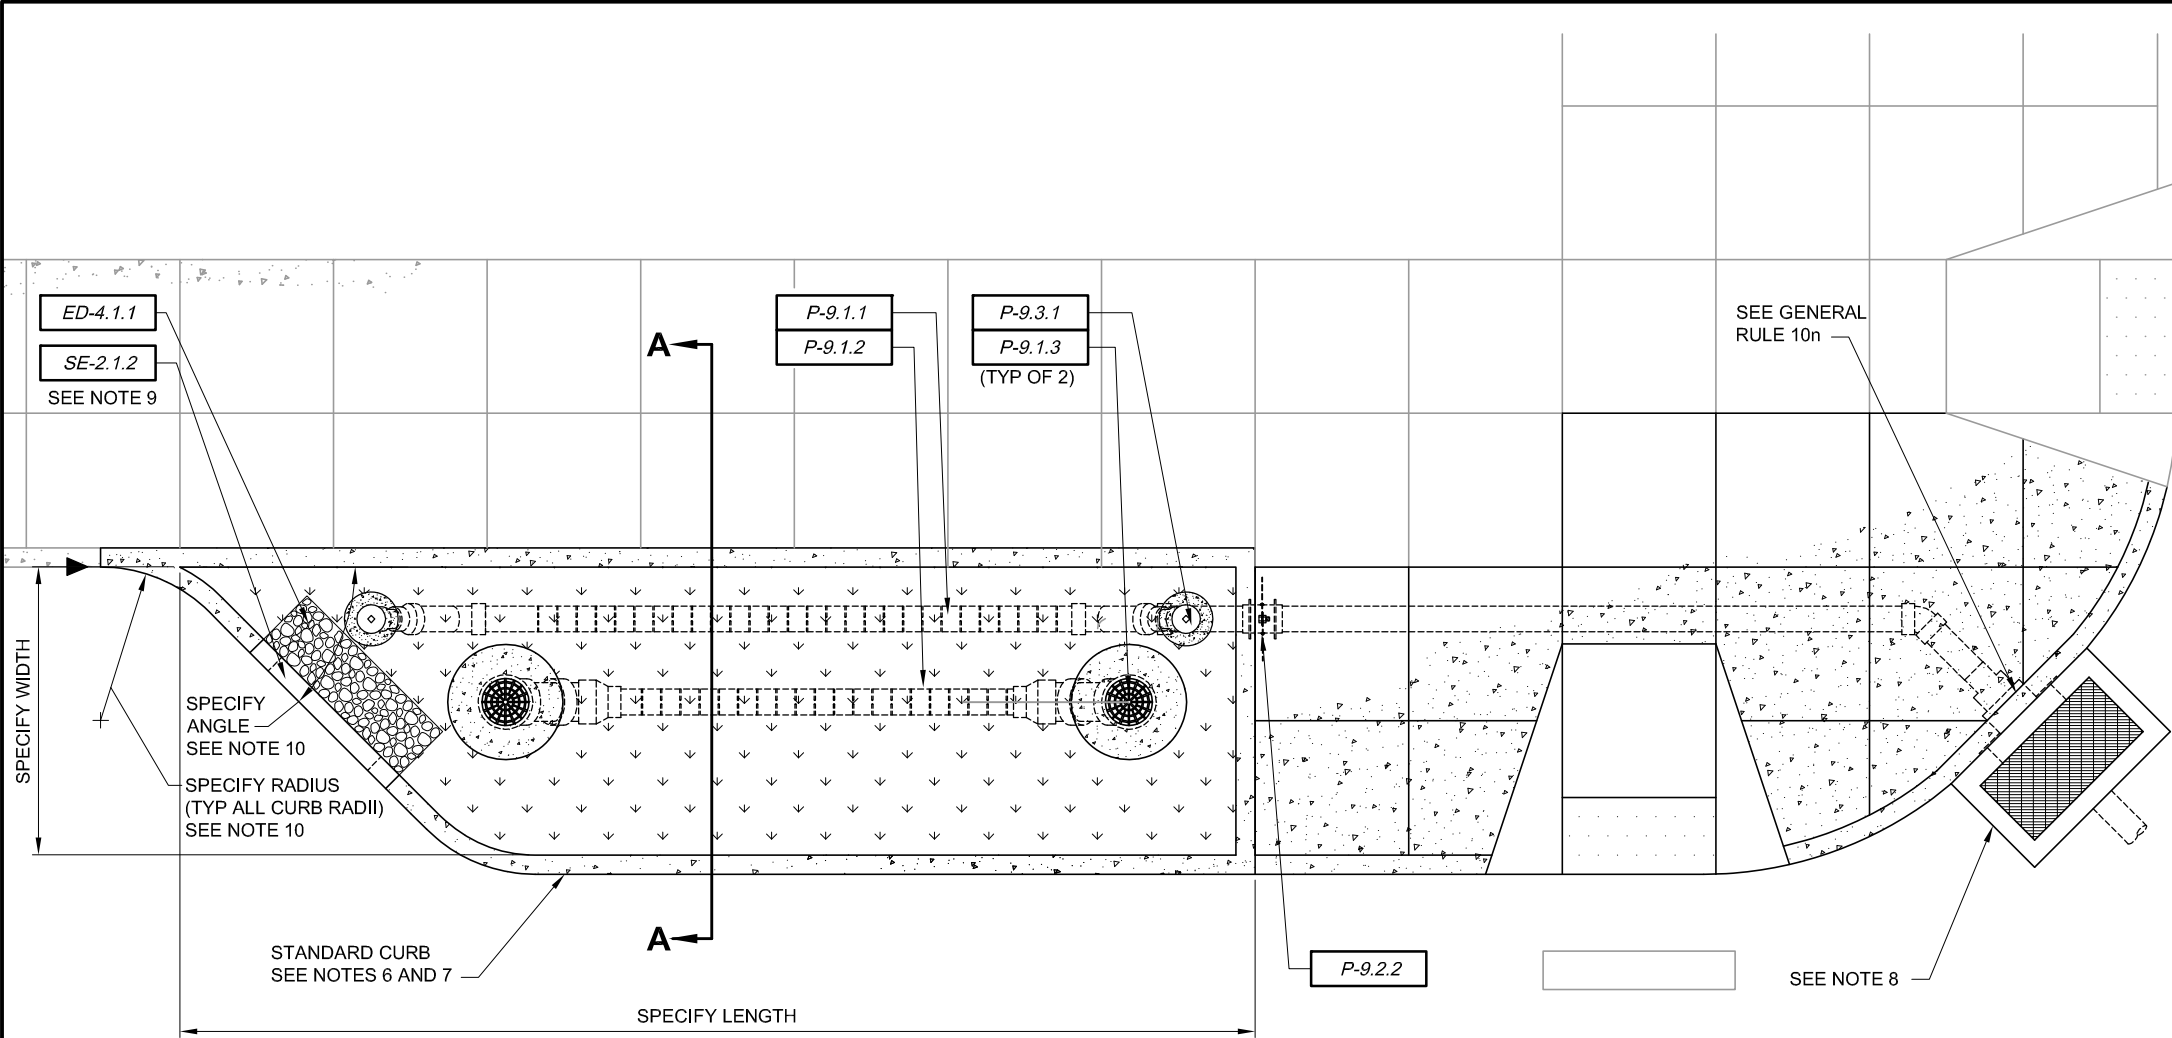 ED-4.1.1
SE-2.1.2
SEE NOTE 9
A
P-9.1.1
P-9.1.2
P-9.3.1
P-9.1.3
(TYP OF 2)
SEE GENERAL
RULE 10n
SPECIFY WIDTH
SPECIFY
ANGLE
SEE NOTE 10
SPECIFY RADIUS
(TYP ALL CURB RADII)
SEE NOTE 10
STANDARD CURB
SEE NOTES 6 AND 7
A
P-9.2.2
SEE NOTE 8
SPECIFY LENGTH